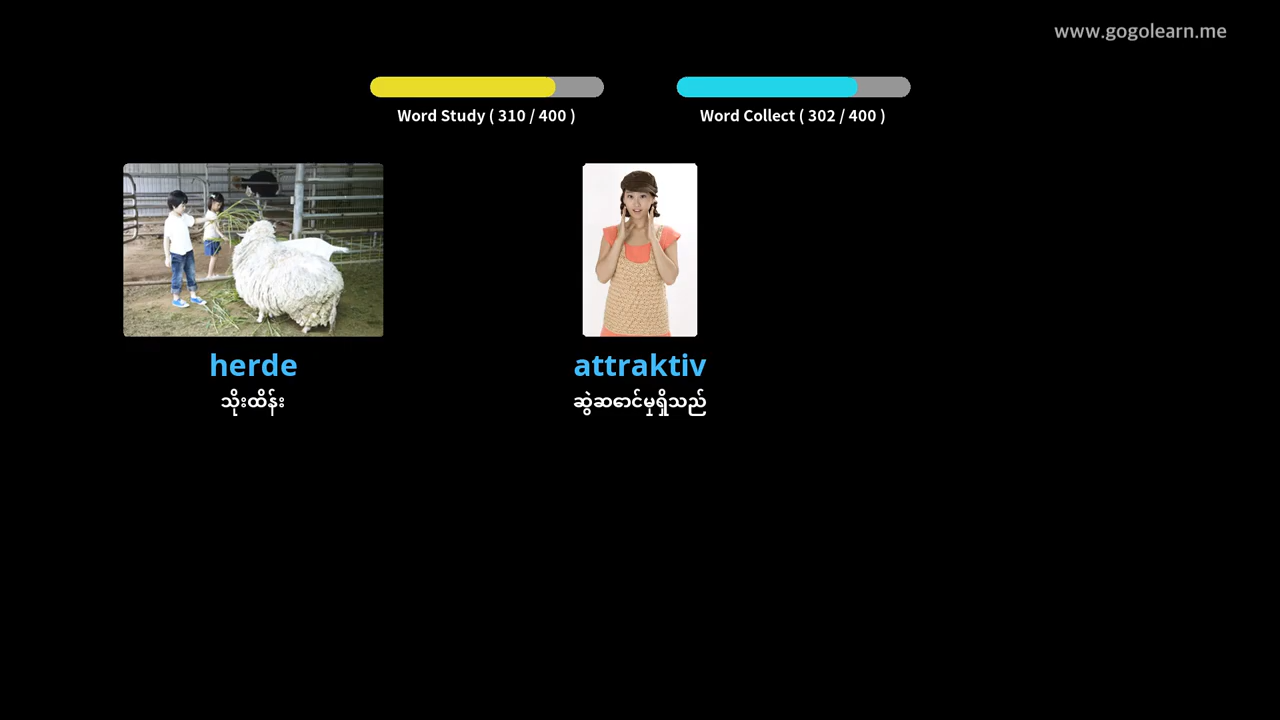 www.gogolearn.me
Word Study ( 310 / 400 )
Word Collect ( 302 / 400 )
herde
သိုးထိန်း
attraktiv
ဆွဲဆောင်မှုရှိသည်